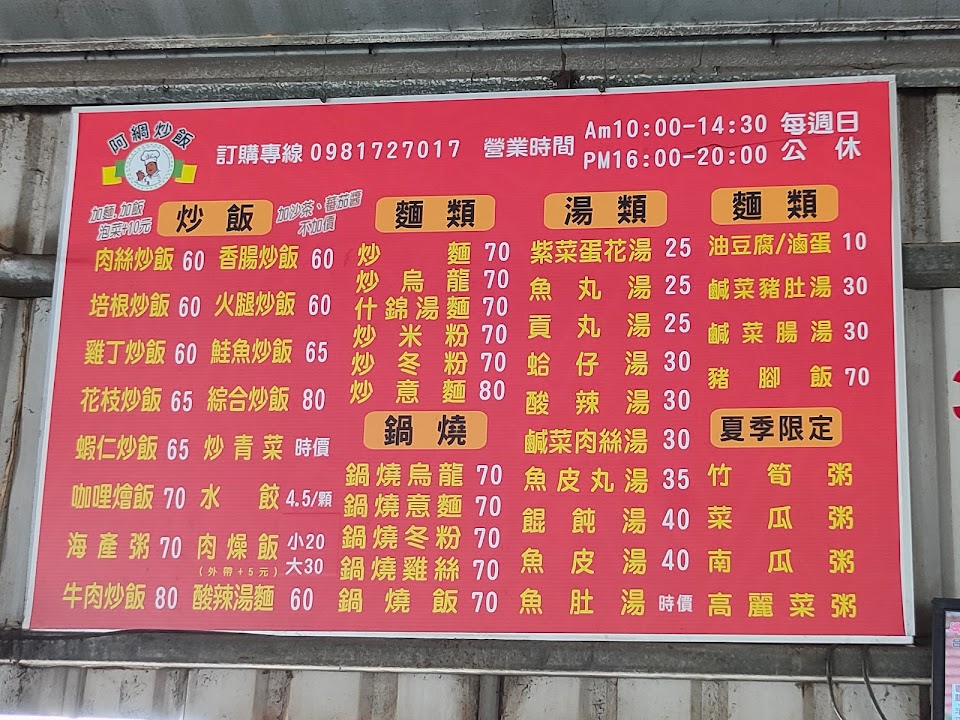 阿綢炒飯
訂購專線 0981727017
營業時間
Am10:00-14:30
PM16:00-20:00
每週日
公休
加麵.加飯
泡菜+10元
炒飯
加沙茶、蕃茄醬
不加價
肉絲炒飯 60 香腸炒飯 60
培根炒飯 60 火腿炒飯 60
雞丁炒飯 60 鮭魚炒飯 65
花枝炒飯 65 綜合炒飯 80
蝦仁炒飯 65 炒青菜 時價
咖哩燴飯 70 水餃 4.5/顆
海產粥 70 肉燥飯 小20 大30
(外帶+5元)
牛肉炒飯 80 酸辣湯麵 60
麵類
炒麵 70
炒烏龍 70
什錦湯麵 70
炒米粉 70
炒冬粉 70
炒意麵 80
鍋燒
鍋燒烏龍 70
鍋燒意麵 70
鍋燒冬粉 70
鍋燒雞絲 70
鍋燒飯 70
湯類
紫菜蛋花湯 25
魚丸湯 25
貢丸湯 25
蛤仔湯 30
酸辣湯 30
鹹菜肉絲湯 30
魚皮丸湯 35
餛飩湯 40
魚皮湯 40
魚肚湯 時價
麵類
油豆腐/滷蛋 10
鹹菜豬肚湯 30
鹹菜腸湯 30
豬腳飯 70
夏季限定
竹筍粥
菜瓜粥
南瓜粥
高麗菜粥